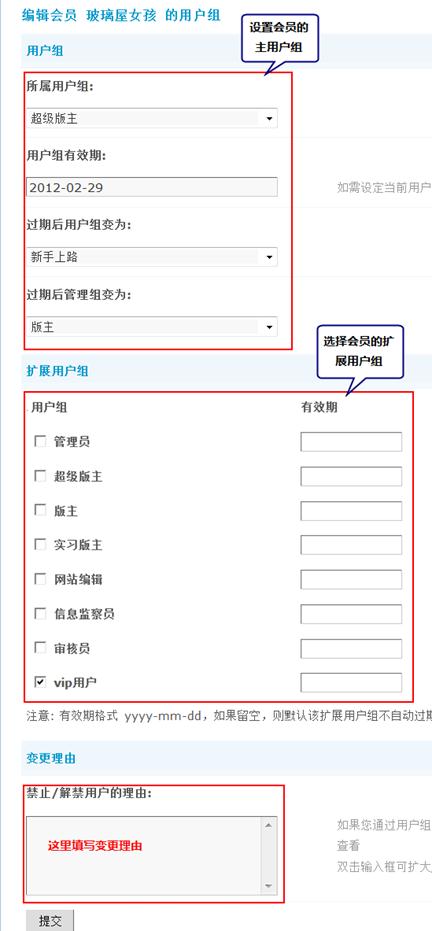 编辑会员 玻璃屋女孩 的用户组
设置会员的
主用户组
用户组
所属用户组:
超级版主
用户组有效期:
2012-02-29
如需设定当前用户
过期后用户组变为:
新手上路
过期后管理组变为:
版主
选择会员的扩
展用户组
扩展用户组
用户组 有效期
管理员
超级版主
版主
实习版主
网站编辑
信息监察员
审核员
vip用户
注意: 有效期格式 yyyy-mm-dd，如果留空，则默认该扩展用户组不自动过期
变更理由
禁止/解禁用户的理由:
这里填写变更理由
如果您通过用户组
查看
双击输入框可扩大
提交